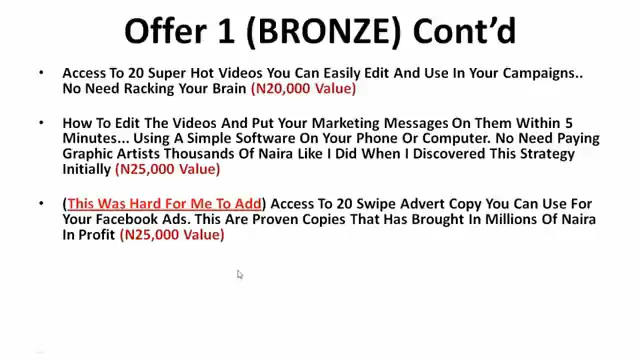 Offer 1 (BRONZE) Cont'd
• Access To 20 Super Hot Videos You Can Easily Edit And Use In Your Campaigns..
No Need Racking Your Brain (N20,000 Value)
• How To Edit The Videos And Put Your Marketing Messages On Them Within 5
Minutes... Using A Simple Software On Your Phone Or Computer. No Need Paying
Graphic Artists Thousands Of Naira Like I Did When I Discovered This Strategy
Initially (N25,000 Value)
• (This Was Hard For Me To Add) Access To 20 Swipe Advert Copy You Can Use For
Your Facebook Ads. This Are Proven Copies That Has Brought In Millions Of Naira
In Profit (N25,000 Value)